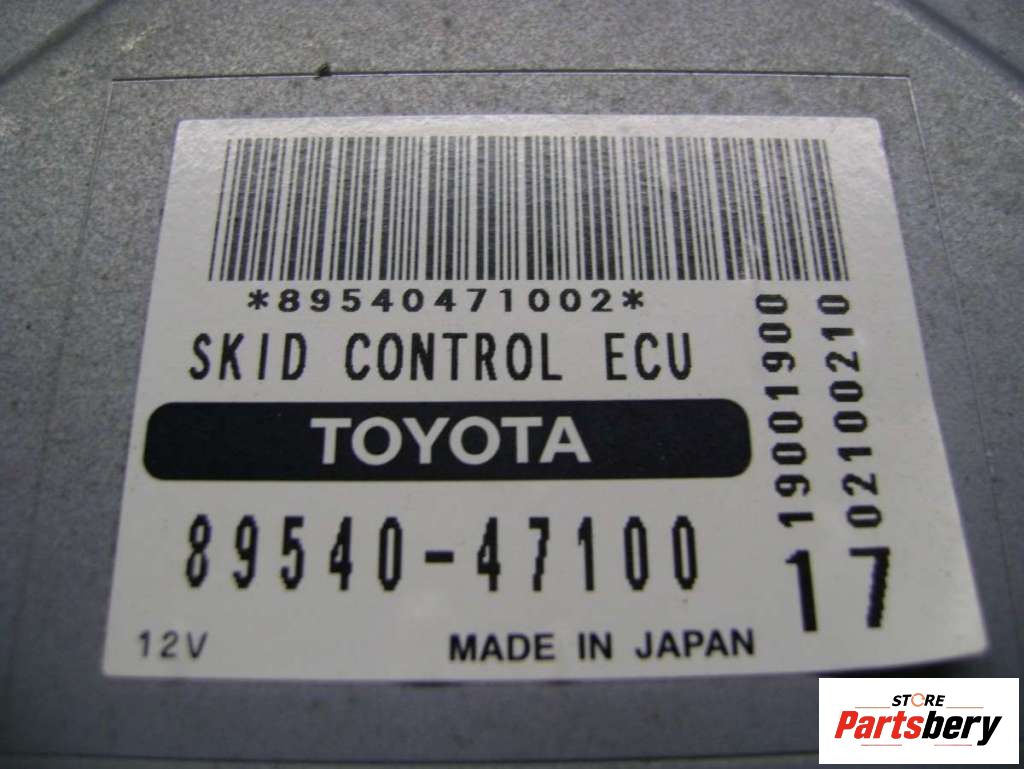 *89540471002*
SKID CONTROL ECU
TOYOTA
89540-47100
12V
MADE IN JAPAN
19001900
02100210
17
STORE
Partsbery